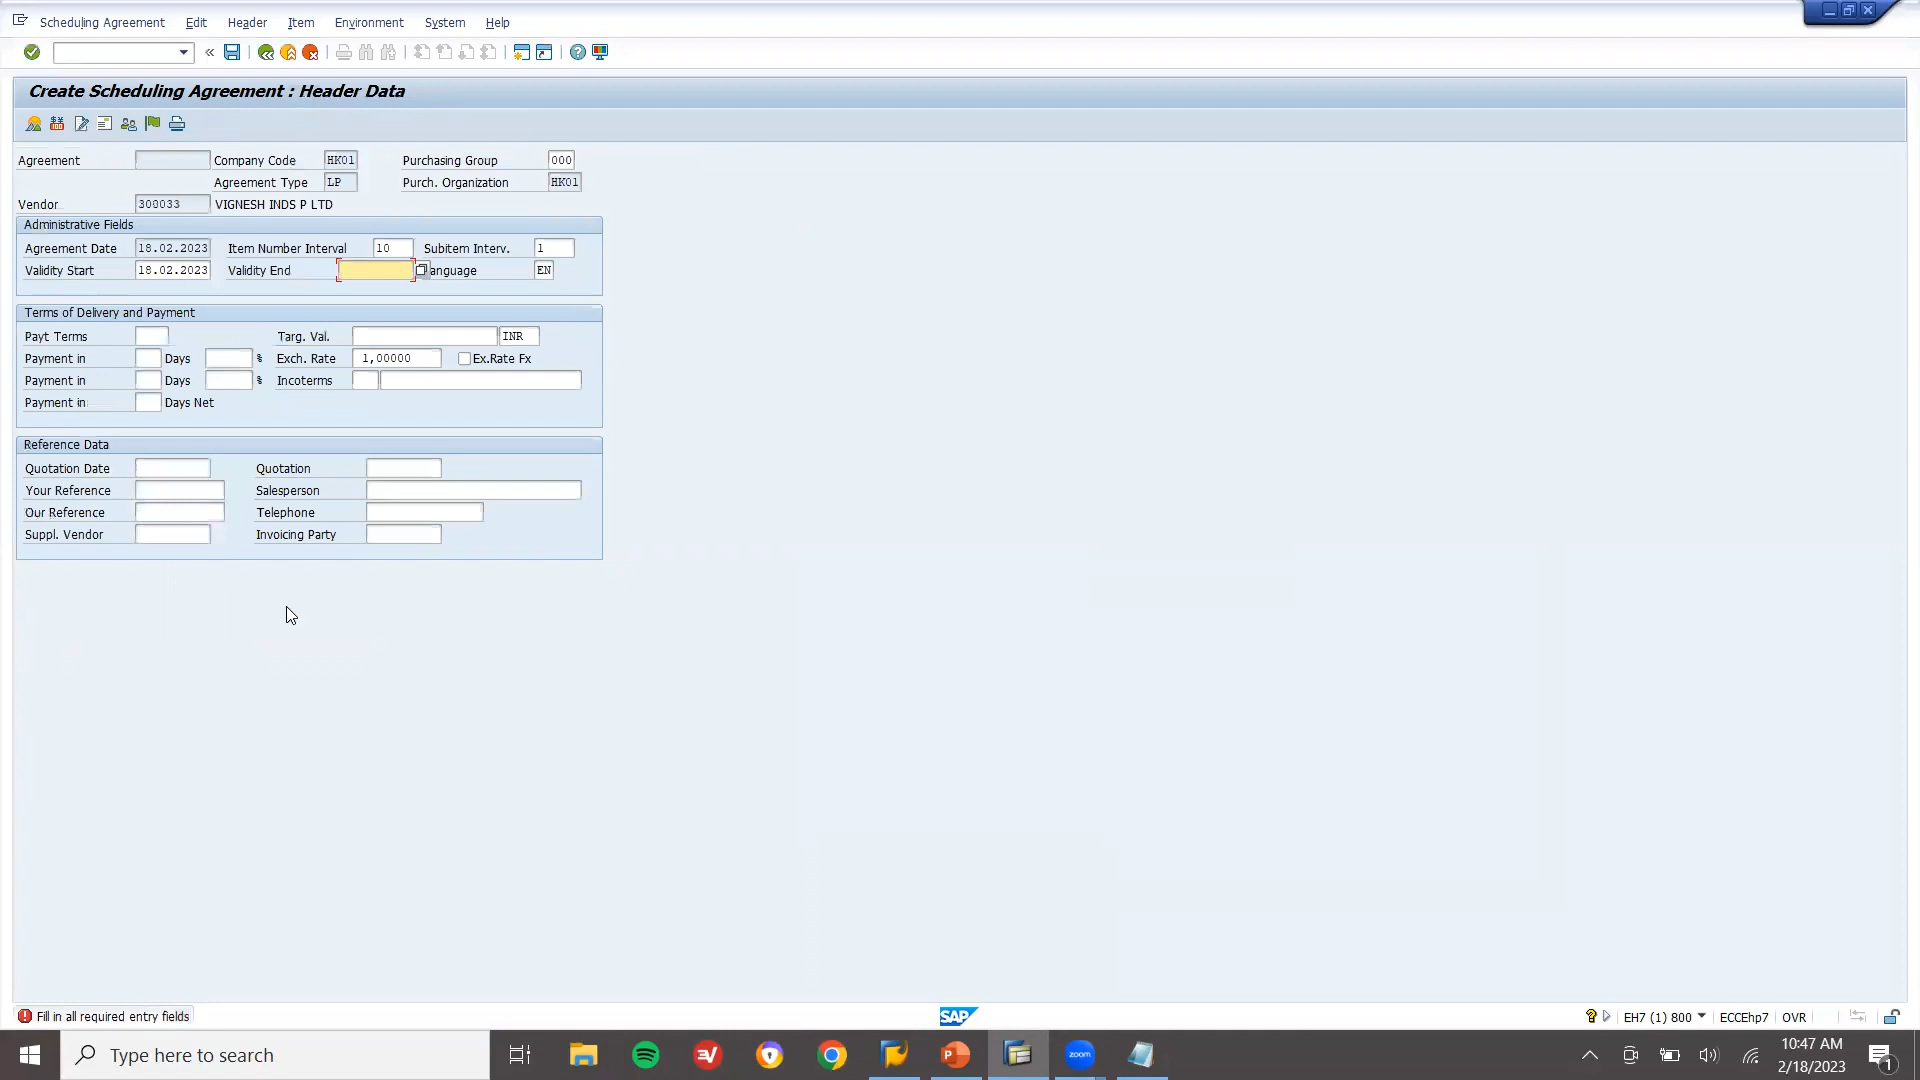 Scheduling Agreement Edit Header Item Environment System Help
Create Scheduling Agreement : Header Data
Agreement Company Code HK01 Purchasing Group 000
Agreement Type LP Purch. Organization HK01
Vendor 300033 VIGNESH INDS P LTD
Administrative Fields
Agreement Date 18.02.2023 Item Number Interval 10 Subitem Interv. 1
Validity Start 18.02.2023 Validity End anguage EN
Terms of Delivery and Payment
Payt Terms Targ. Val. INR
Payment in Days % Exch. Rate 1,00000 Ex.Rate Fx
Payment in Days % Incoterms
Payment in Days Net
Reference Data
Quotation Date Quotation
Your Reference Salesperson
Our Reference Telephone
Suppl. Vendor Invoicing Party
Fill in all required entry fields SAP EH7 (1) 800 ECCEhp7 OVR
Type here to search EV P zoom 10:47 AM
2/18/2023 1